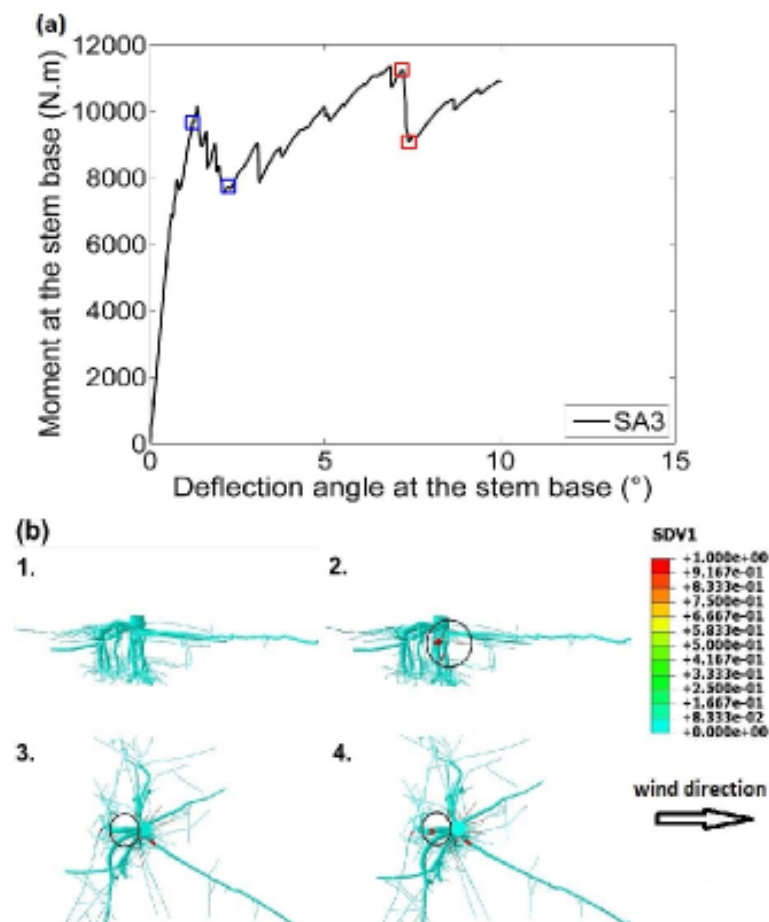 (a)
12000
10000
8000
6000
4000
2000
0
Moment at the stem base (N.m)
SA3
0 5 10 15
Deflection angle at the stem base (°)
(b)
1.
2.
SDV1
+1.000e+00
+9.167e-01
+8.333e-01
+7.500e-01
+6.667e-01
+5.833e-01
+5.000e-01
+4.167e-01
+3.333e-01
+2.500e-01
+1.667e-01
+8.333e-02
+0.000e+00
3.
4.
wind direction